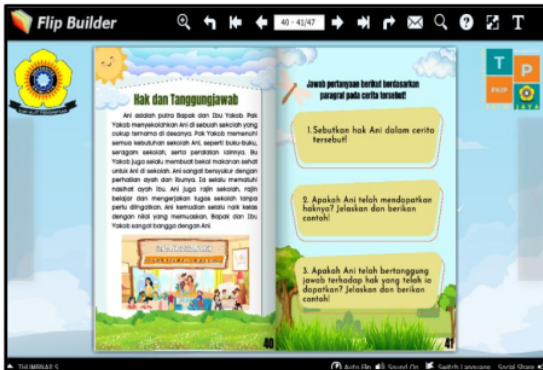 Flip Builder
40 - 41/47
T
T P
FKIP
JAYA
Hak dan Tanggungjawab
Ani adalah putra Bapak dan Ibu Yakob. Pak
Yakob menyekolahkan Ani di sebuah sekolah yang
cukup ternama di desanya. Pak Yakob memenuhi
semua kebutuhan sekolah Ani, seperti buku-buku,
seragam sekolah, serta peralatan lainnya. Bu
Yakob juga selalu membuat bekal makanan sehat
untuk Ani di sekolah. Ani sangat bersyukur dengan
perhatian ayah dan ibunya. Ia selalu mematuhi
nasihat ayah ibu. Ani juga rajin sekolah, rajin
belajar dan mengerjakan tugas sekolah tanpa
perlu diingatkan. Ani kemudian selalu naik kelas
dengan nilai yang memuaskan. Bapak dan Ibu
Yakob sangat bangga dengan Ani.
40
Jawab pertanyaan berikut berdasarkan
paragraf pada cerita tersebut!
1.Sebutkan hak Ani dalam cerita
tersebut!
2. Apakah Ani telah mendapatkan
haknya? Jelaskan dan berikan
contoh!
3. Apakah Ani telah bertanggung
jawab terhadap hak yang telah ia
dapatkan? Jelaskan dan berikan
contoh!
41
THUMBNAILS
Auto Flip
Sound On
Switch Language
Social Share